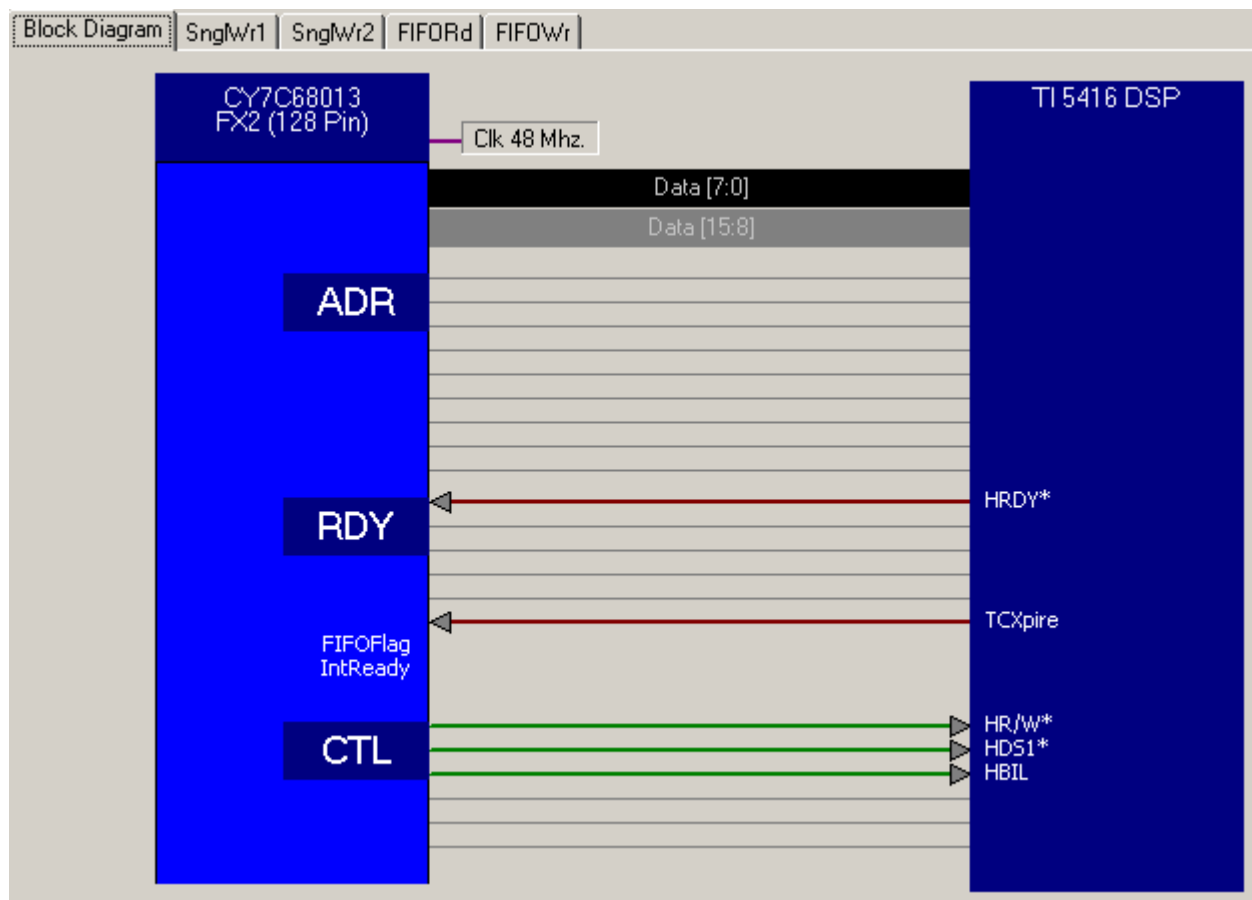 Block Diagram SnglWr1 SnglWr2 FIFORd FIFOWr
CY7C68013
FX2 (128 Pin)
TI 5416 DSP
Clk 48 Mhz.
Data [7:0]
Data [15:8]
ADR
RDY
HRDY*
TCXpire
FIFOFlag
IntReady
CTL
HR/W*
HDS1*
HBIL